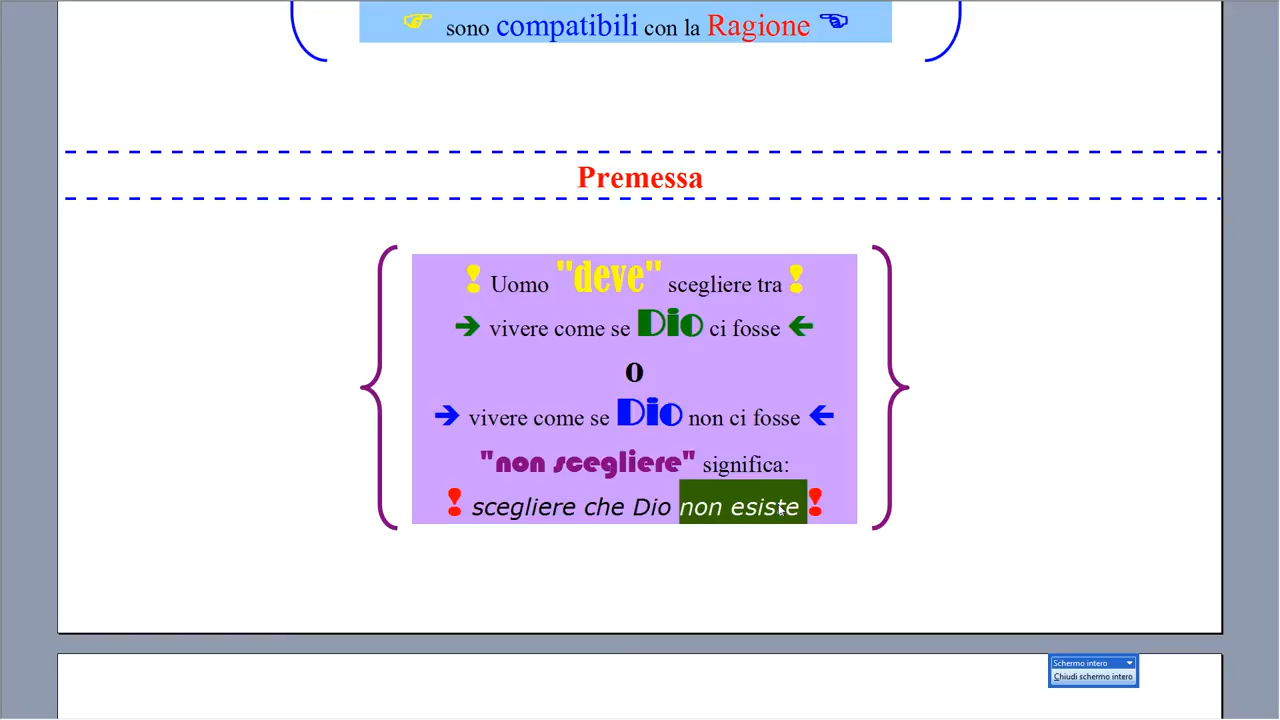 sono compatibili con la Ragione
Premessa
! Uomo "deve" scegliere tra !
➔ vivere come se Dio ci fosse 🡸
o
➔ vivere come se Dio non ci fosse 🡸
"non scegliere" significa:
! scegliere che Dio non esiste !
Schermo intero
Chiudi schermo intero